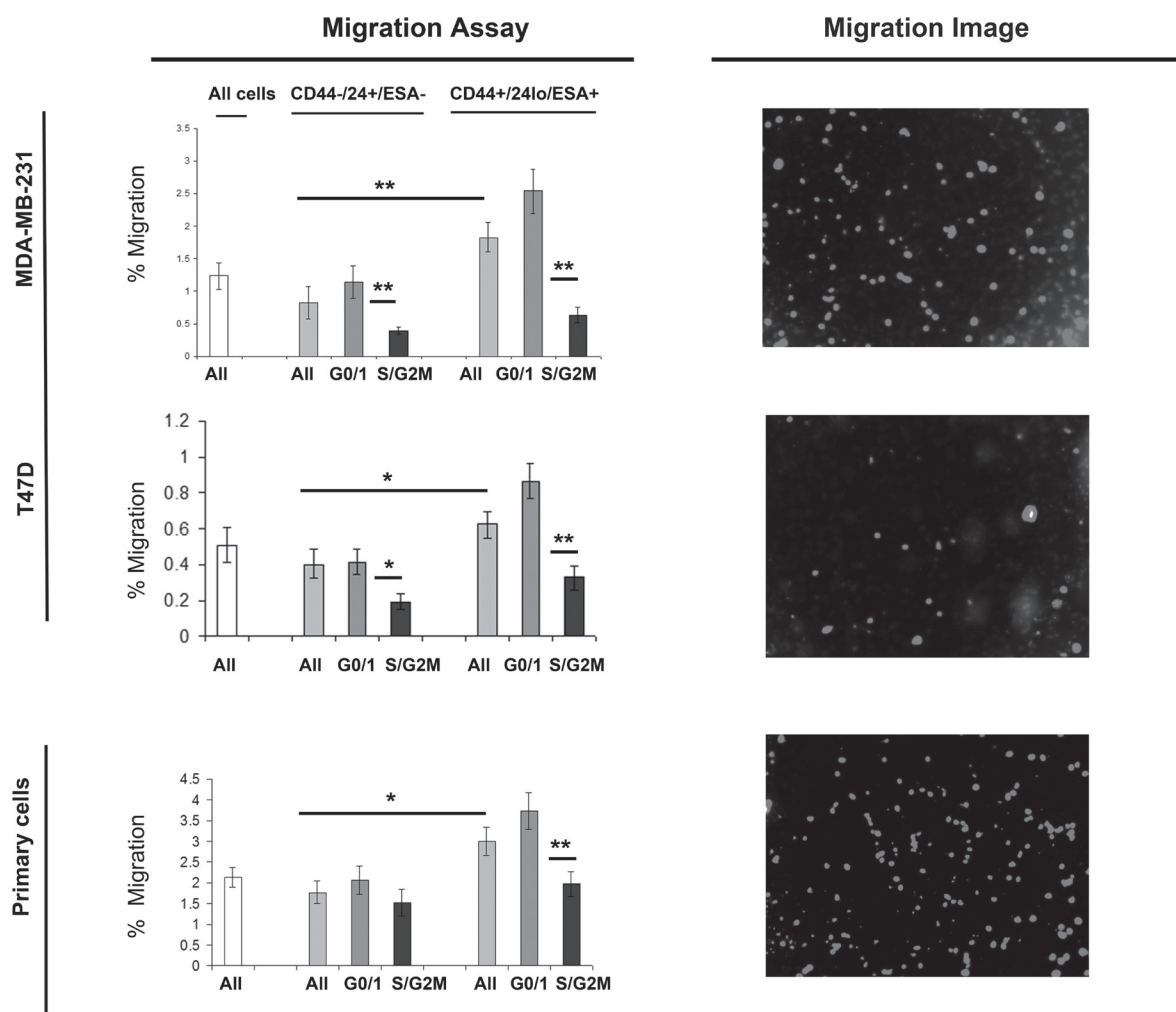 Migration Assay
Migration Image
All cells CD44-/24+/ESA- CD44+/24lo/ESA+
MDA-MB-231
% Migration
3.5
3
2.5
2
1.5
1
0.5
0
**
**
**
All All G0/1 S/G2M All G0/1 S/G2M
T47D
% Migration
1.2
1
0.8
0.6
0.4
0.2
0
*
*
**
All All G0/1 S/G2M All G0/1 S/G2M
Primary cells
% Migration
4.5
4
3.5
3
2.5
2
1.5
1
0.5
0
*
**
All All G0/1 S/G2M All G0/1 S/G2M